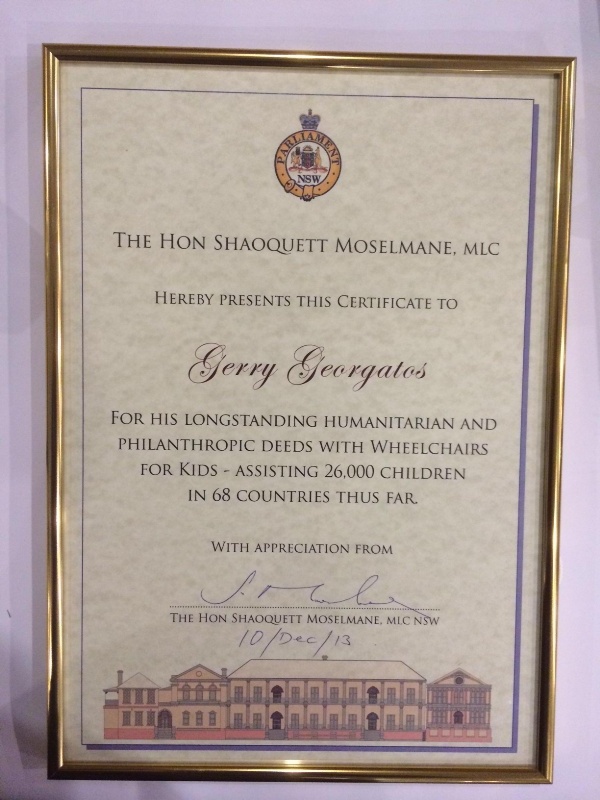 PARLIAMENT
NSW
THE HON SHAOQUETT MOSELMANE, MLC
HEREBY PRESENTS THIS CERTIFICATE TO
Gerry Georgatos
FOR HIS LONGSTANDING HUMANITARIAN AND
PHILANTHROPIC DEEDS WITH WHEELCHAIRS
FOR KIDS - ASSISTING 26,000 CHILDREN
IN 68 COUNTRIES THUS FAR.
WITH APPRECIATION FROM
THE HON SHAOQUETT MOSELMANE, MLC NSW
10/Dec/13